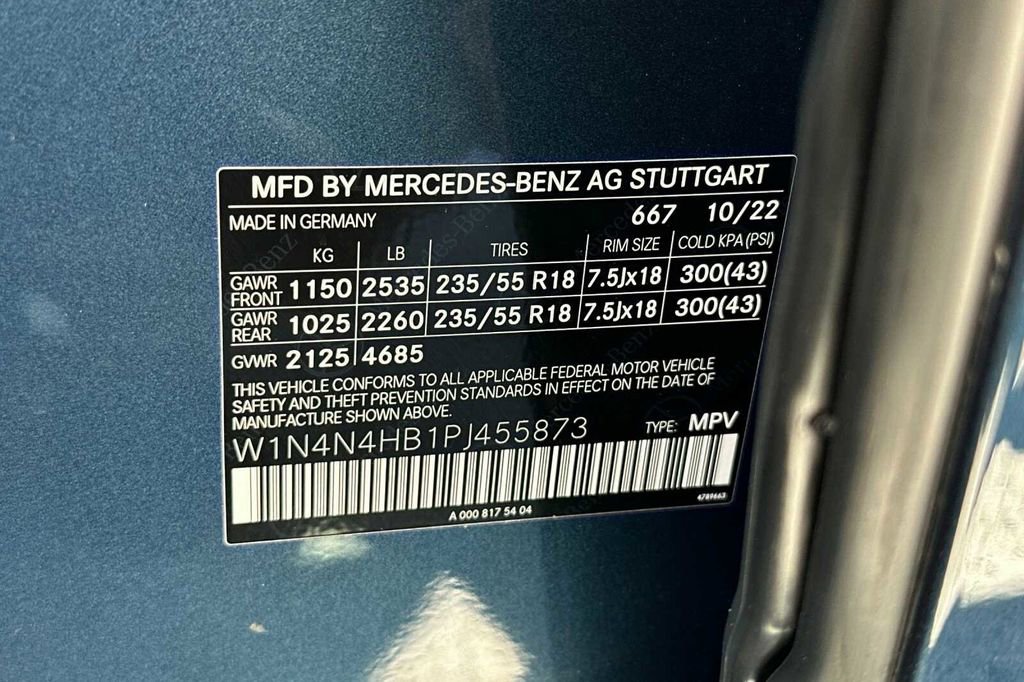 MFD BY MERCEDES-BENZ AG STUTTGART
MADE IN GERMANY 667 10/22
KG LB TIRES RIM SIZE COLD KPA (PSI)
GAWR FRONT 1150 2535 235/55 R18 7.5Jx18 300(43)
GAWR REAR 1025 2260 235/55 R18 7.5Jx18 300(43)
GVWR 2125 4685
THIS VEHICLE CONFORMS TO ALL APPLICABLE FEDERAL MOTOR VEHICLE
SAFETY AND THEFT PREVENTION STANDARDS IN EFFECT ON THE DATE OF
MANUFACTURE SHOWN ABOVE.
W1N4N4HB1PJ455873 TYPE: MPV
4789663
A 000 817 54 04